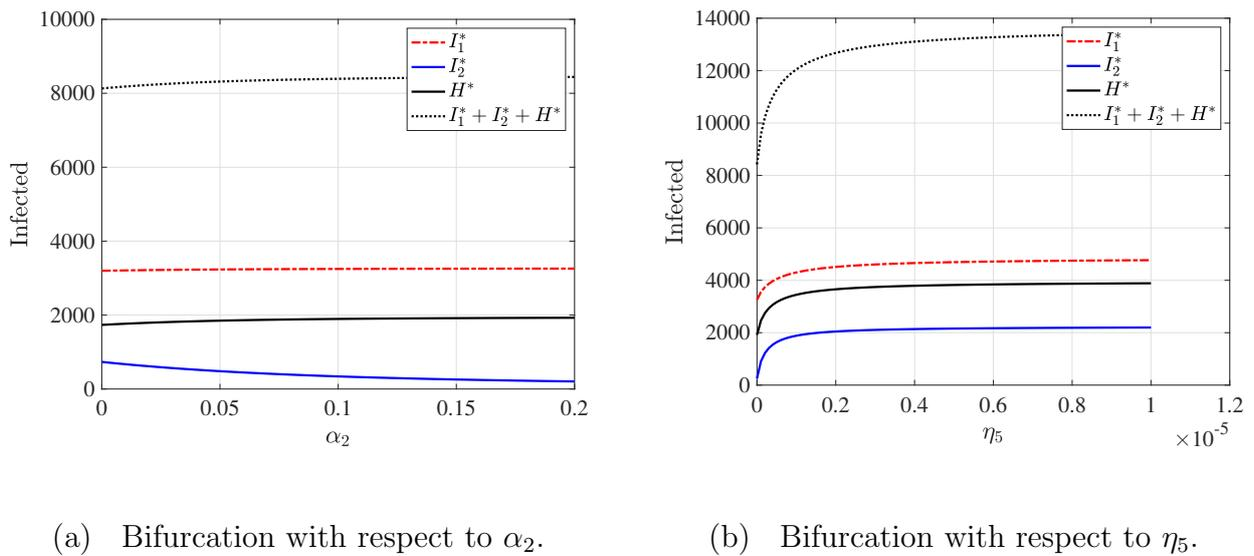 10000
8000
6000
4000
2000
0
Infected
0 0.05 0.1 0.15 0.2
α₂
I₁*
I₂*
H*
I₁* + I₂* + H*
(a) Bifurcation with respect to α₂.
14000
12000
10000
8000
6000
4000
2000
0
Infected
0 0.2 0.4 0.6 0.8 1 1.2
η₅
×10⁻⁵
I₁*
I₂*
H*
I₁* + I₂* + H*
(b) Bifurcation with respect to η₅.